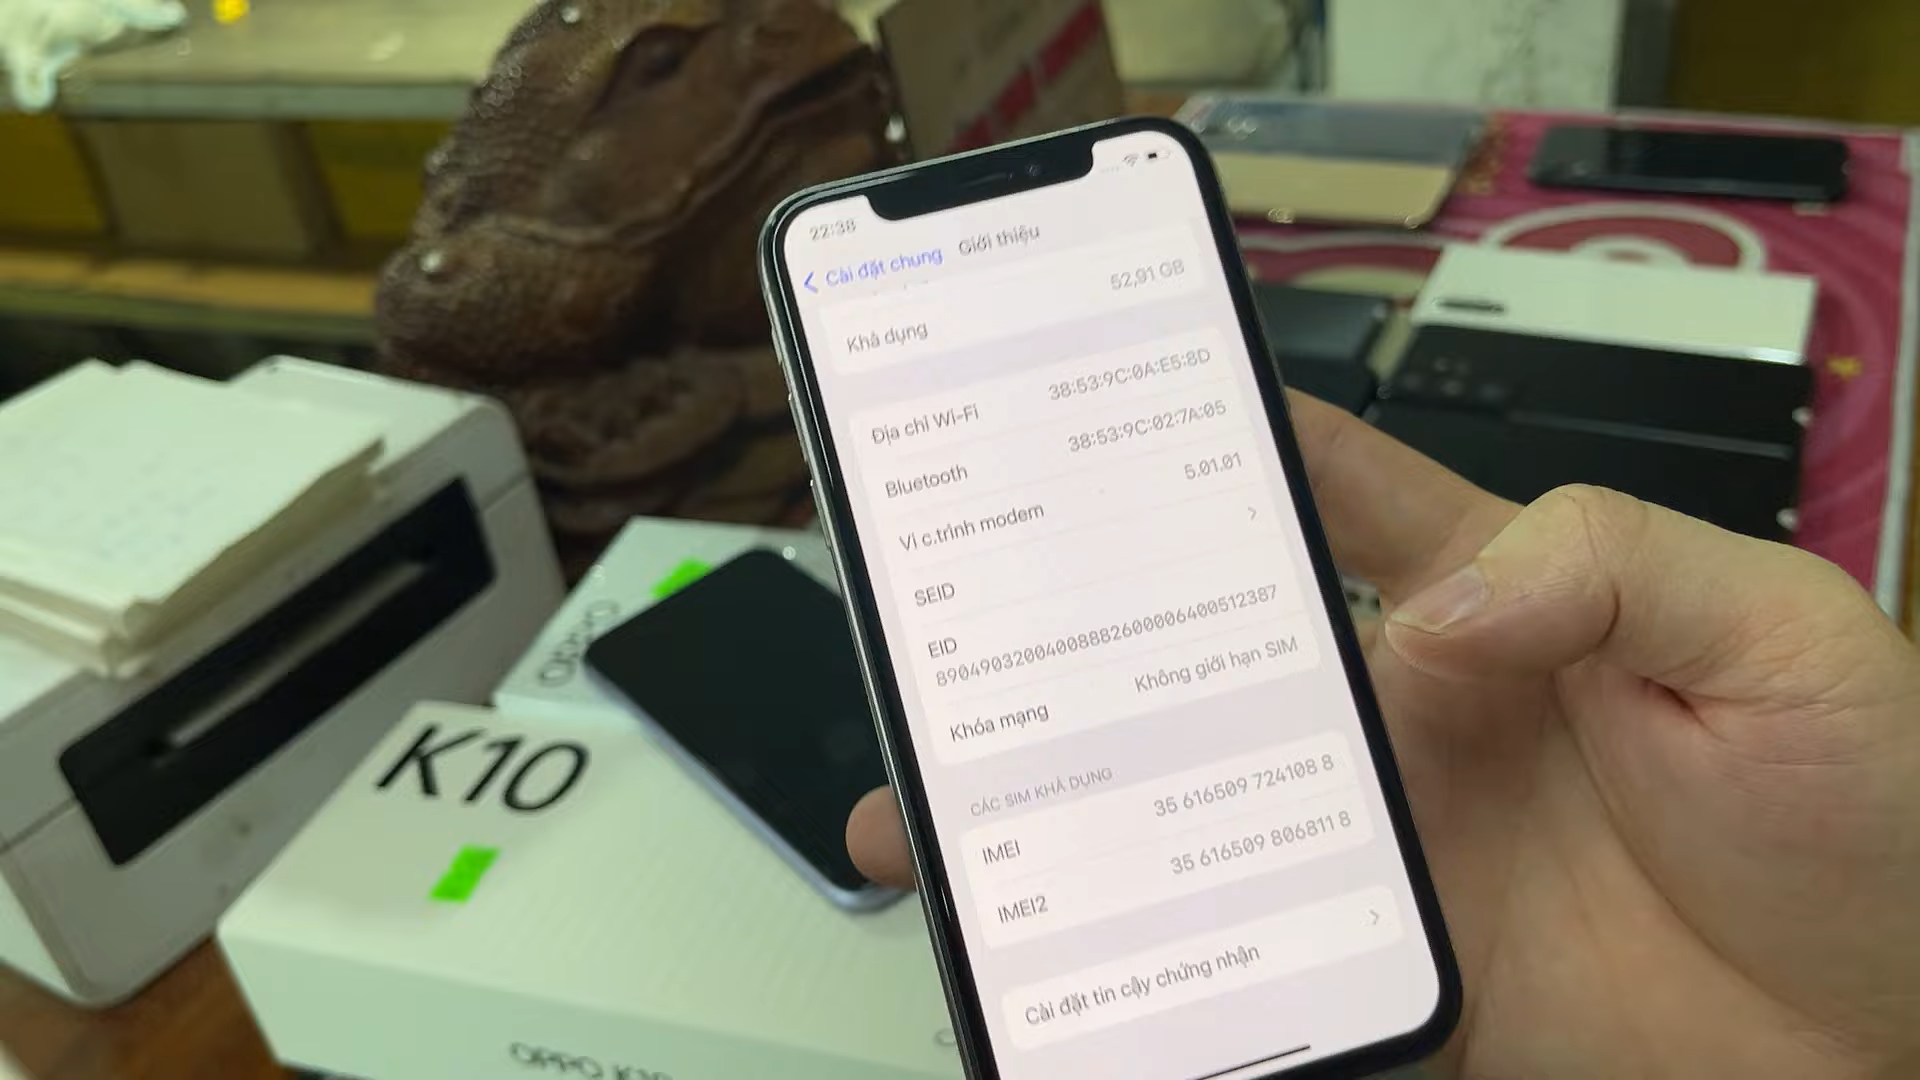 22:38
Cài đặt chung
Giới thiệu
52,91 GB
Khả dụng
Địa chỉ Wi-Fi
38:53:9C:0A:E5:8D
Bluetooth
38:53:9C:02:7A:05
Vi c.trình modem
5.01.01
SEID
EID
89049032004008882600006400512387
Khóa mạng
Không giới hạn SIM
CÁC SIM KHẢ DỤNG
IMEI
35 616509 724108 8
IMEI2
35 616509 806811 8
Cài đặt tin cậy chứng nhận
K10
OPPO K10
OPPO